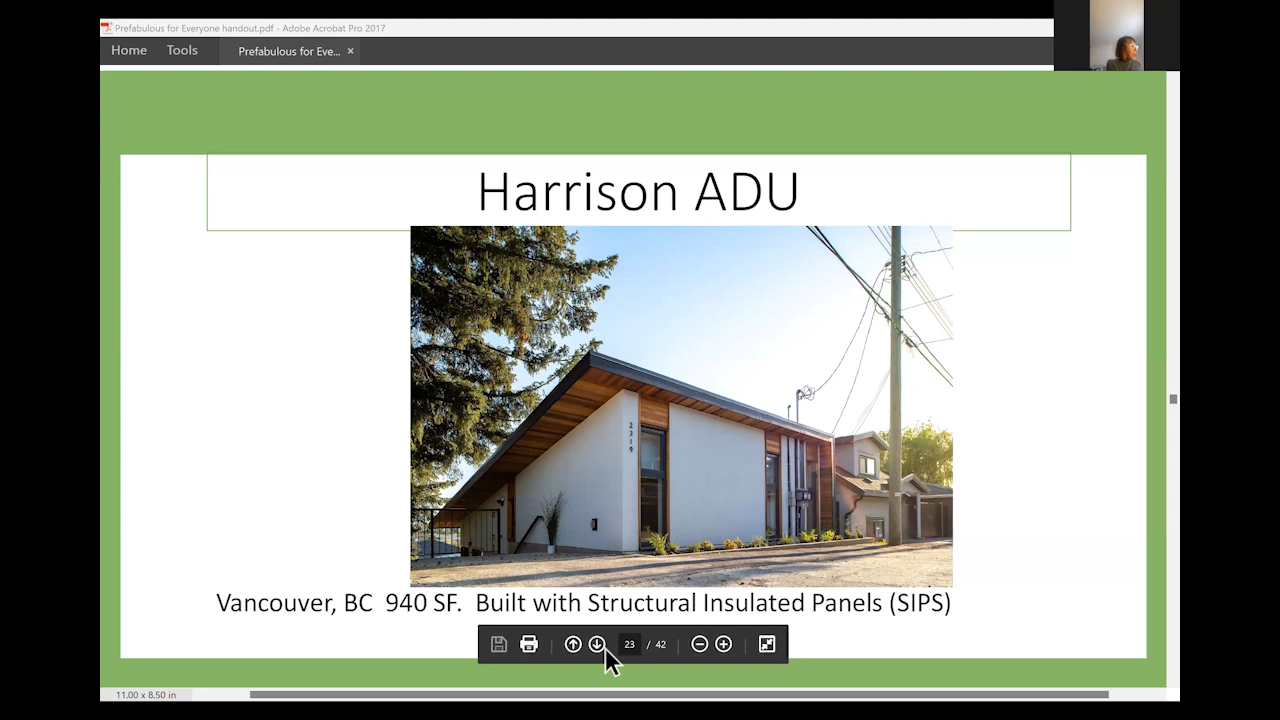 Prefabulous for Everyone handout.pdf - Adobe Acrobat Pro 2017
Home Tools Prefabulous for Eve... ×
Harrison ADU
2319
Vancouver, BC 940 SF. Built with Structural Insulated Panels (SIPS)
23 / 42
11.00 x 8.50 in